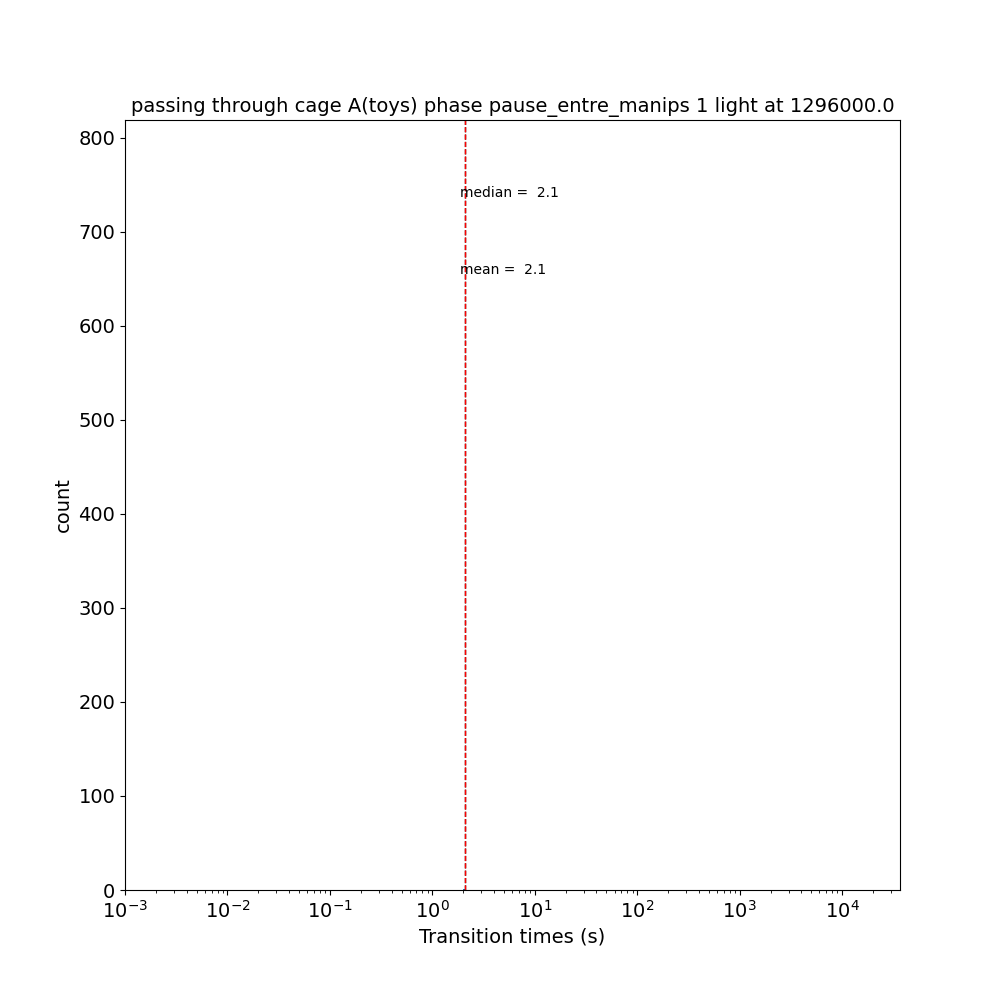 passing through cage A(toys) phase pause_entre_manips 1 light at 1296000.0
800
median =  2.1
700
mean =  2.1
600
500
count
400
300
200
100
0
10⁻³ 10⁻² 10⁻¹ 10⁰ 10¹ 10² 10³ 10⁴
Transition times (s)